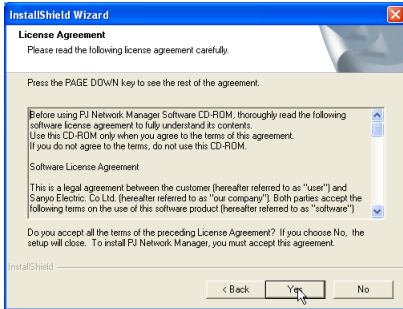 InstallShield Wizard
License Agreement
Please read the following license agreement carefully.
Press the PAGE DOWN key to see the rest of the agreement.
Before using PJ Network Manager Software CD-ROM, thoroughly read the following
software license agreement to fully understand its contents.
Use this CD-ROM only when you agree to the terms of this agreement.
If you do not agree to the terms, do not use this CD-ROM.
Software License Agreement
This is a legal agreement between the customer (hereafter referred to as "user") and
Sanyo Electric. Co Ltd. (hereafter referred to as "our company"). Both parties accept the
following terms on the use of this software product (hereafter referred to as "software")
Do you accept all the terms of the preceding License Agreement? If you choose No, the
setup will close. To install PJ Network Manager, you must accept this agreement.
InstallShield
< Back Yes No